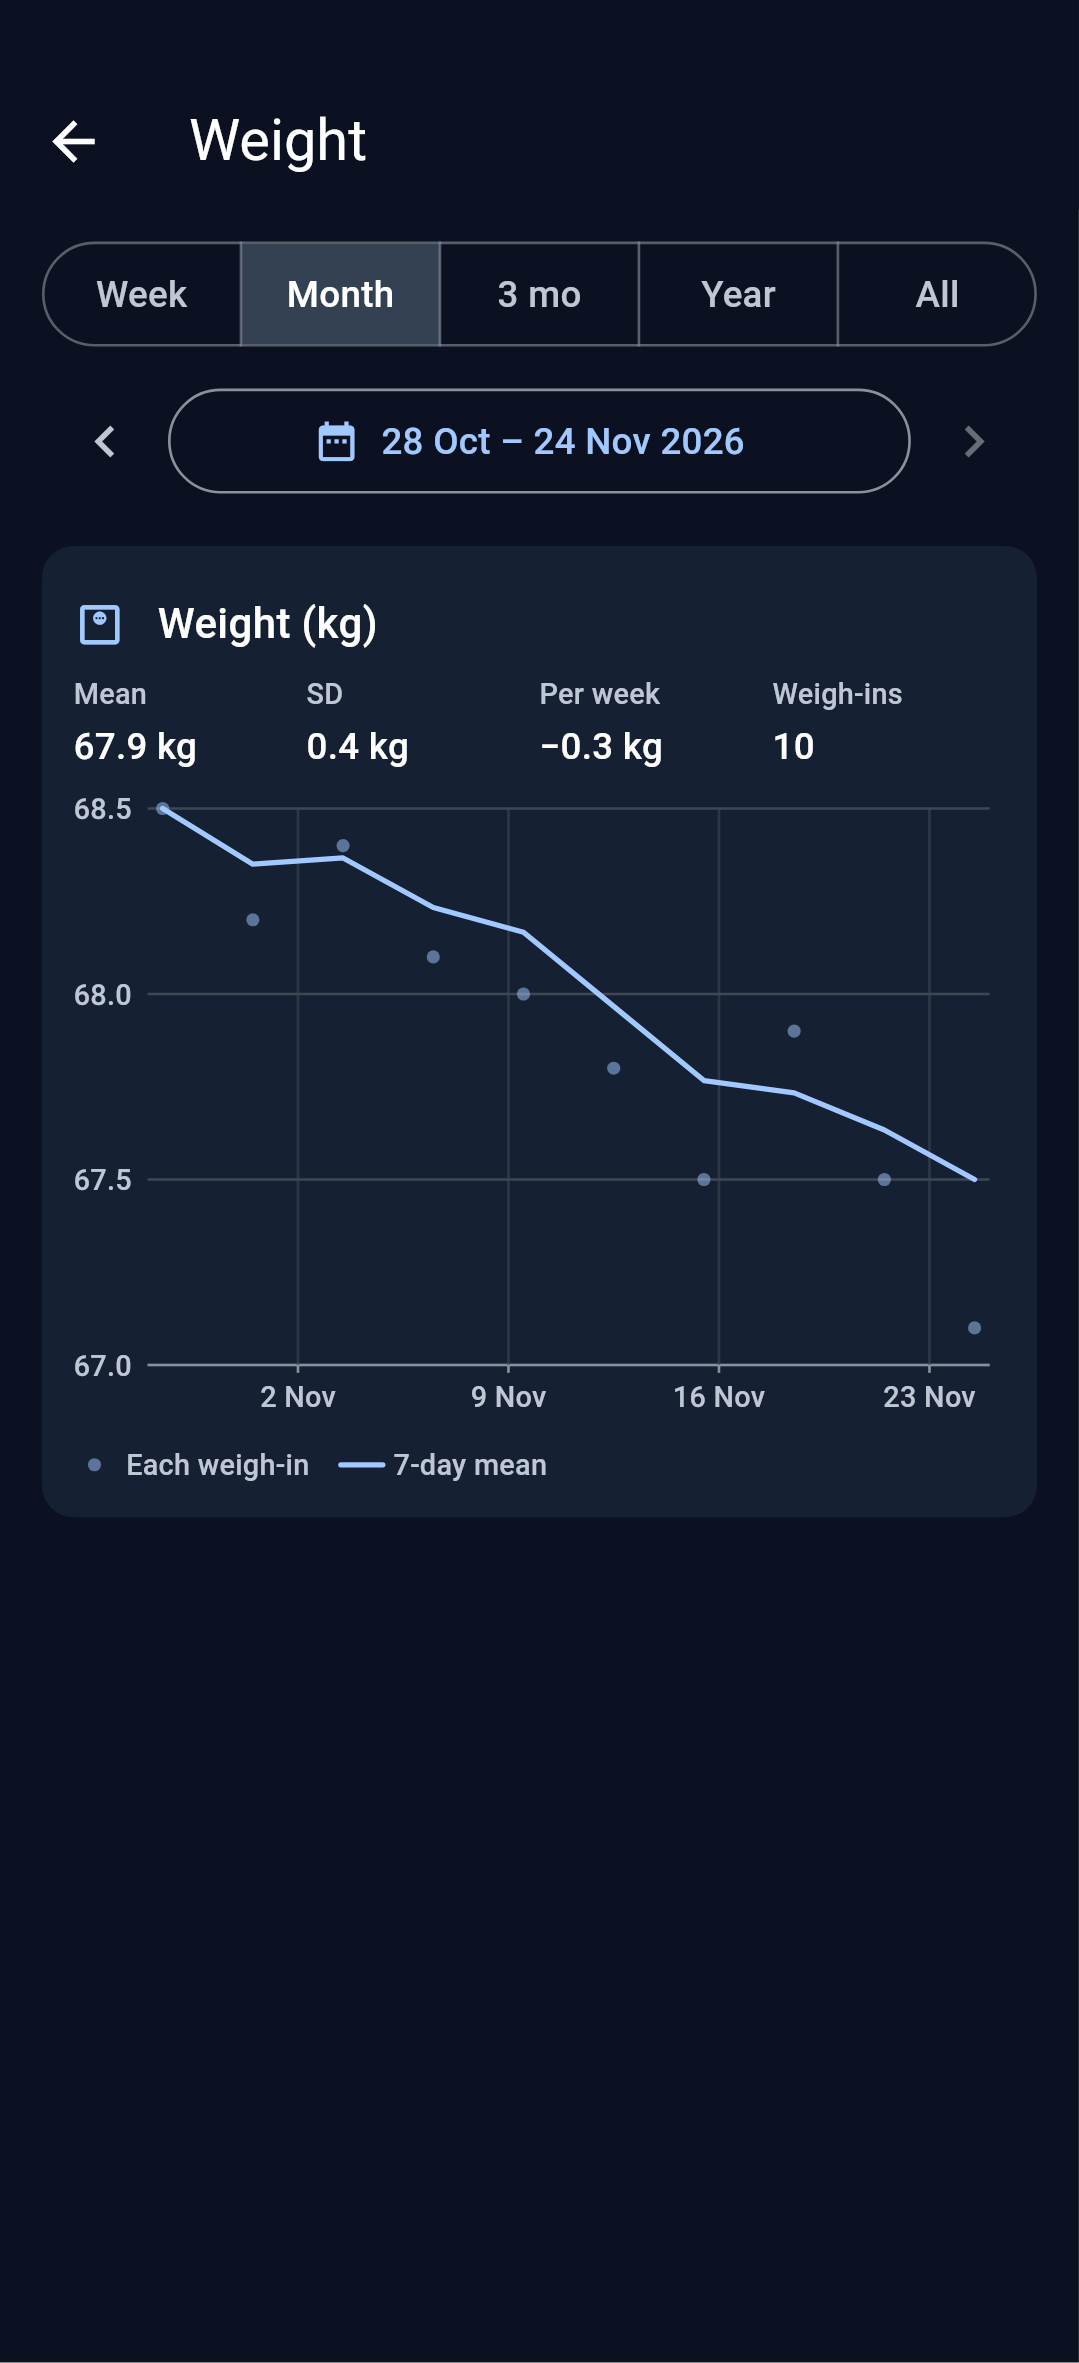 Weight
Week Month 3 mo Year All
28 Oct – 24 Nov 2026
Weight (kg)
Mean SD Per week Weigh-ins
67.9 kg 0.4 kg −0.3 kg 10
68.5
68.0
67.5
67.0
2 Nov 9 Nov 16 Nov 23 Nov
Each weigh-in 7-day mean